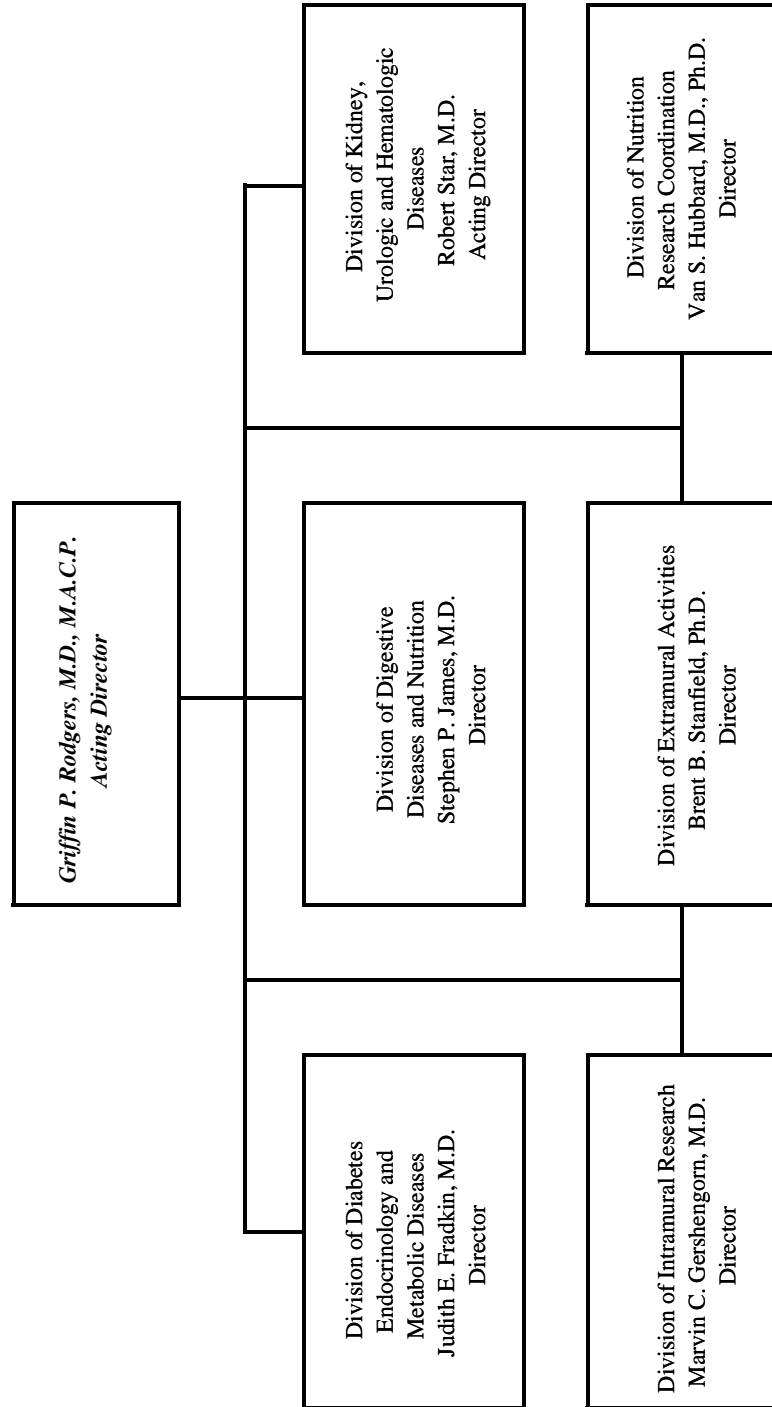 Griffin P. Rodgers, M.D., M.A.C.P.
Acting Director
Division of Diabetes
Endocrinology and
Metabolic Diseases
Judith E. Fradkin, M.D.
Director
Division of Digestive
Diseases and Nutrition
Stephen P. James, M.D.
Director
Division of Kidney,
Urologic and Hematologic
Diseases
Robert Star, M.D.
Acting Director
Division of Intramural Research
Marvin C. Gershengorn, M.D.
Director
Division of Extramural Activities
Brent B. Stanfield, Ph.D.
Director
Division of Nutrition
Research Coordination
Van S. Hubbard, M.D., Ph.D.
Director